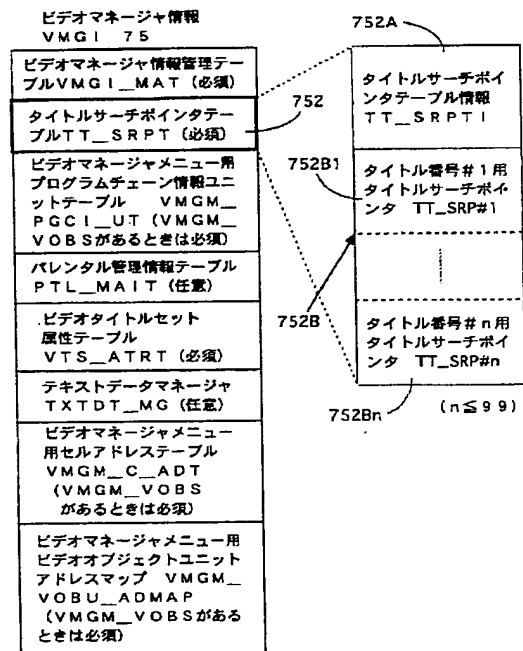 ビデオマネージャ情報
VMGI 75
ビデオマネージャ情報管理テー
ブルVMGI__MAT(必須)
タイトルサーチポインタテー
ブルTT__SRPT(必須)
ビデオマネージャメニュー用
プログラムチェーン情報ユニ
ットテーブル VMGM__
PGCI__UT(VMGM__
VOBSがあるときは必須)
パレンタル管理情報テーブル
PTL__MAIT(任意)
ビデオタイトルセット
属性テーブル
VTS__ATRT(必須)
テキストデータマネージャ
TXTDT__MG(任意)
ビデオマネージャメニュー
用セルアドレステーブル
VMGM__C__ADT
(VMGM__VOBS
があるときは必須)
ビデオマネージャメニュー用
ビデオオブジェクトユニット
アドレスマップ VMGM__
VOBU__ADMAP
(VMGM__VOBSがある
ときは必須)
752
752A
タイトルサーチポイ
ンタテーブル情報
TT__SRPTI
752B1
タイトル番号#1用
タイトルサーチポイ
ンタ TT_SRP#1
752B
タイトル番号#n用
タイトルサーチポイ
ンタ TT_SRP#n
752Bn
(n≦99)